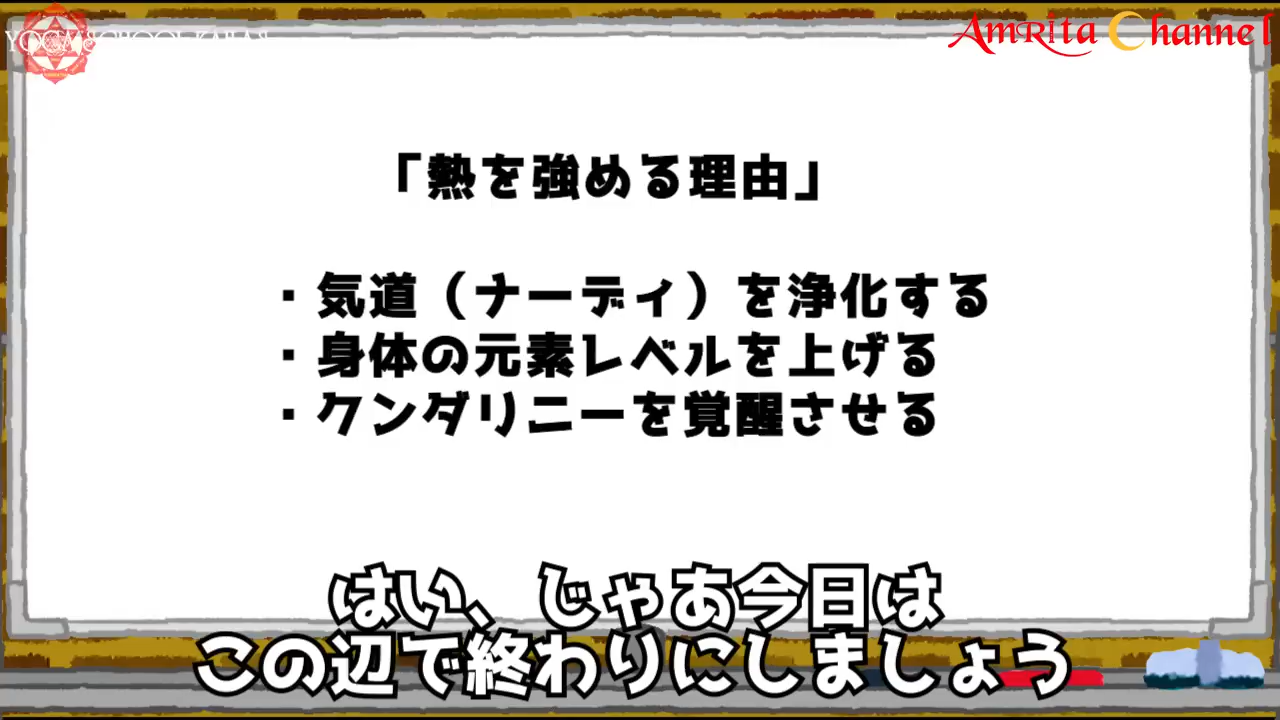 YOGA SCHOOL KAILAS
Amrita Channel
「熱を強める理由」
・気道（ナーディ）を浄化する
・身体の元素レベルを上げる
・クンダリニーを覚醒させる
はい、じゃあ今日は
この辺で終わりにしましょう